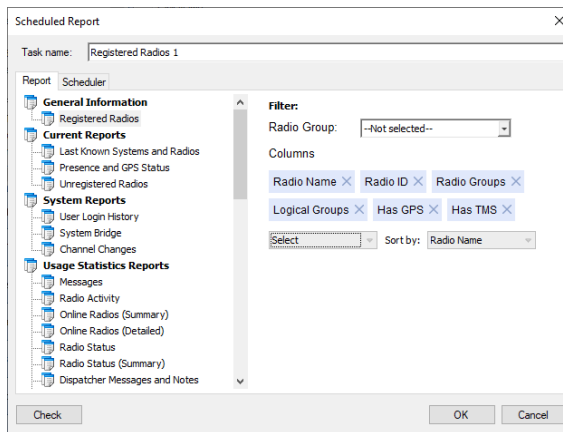 Scheduled Report
Task name: Registered Radios 1
Report Scheduler
General Information
Registered Radios
Current Reports
Last Known Systems and Radios
Presence and GPS Status
Unregistered Radios
System Reports
User Login History
System Bridge
Channel Changes
Usage Statistics Reports
Messages
Radio Activity
Online Radios (Summary)
Online Radios (Detailed)
Radio Status
Radio Status (Summary)
Dispatcher Messages and Notes
Filter:
Radio Group: --Not selected--
Columns
Radio Name Radio ID Radio Groups
Logical Groups Has GPS Has TMS
Select Sort by: Radio Name
Check OK Cancel